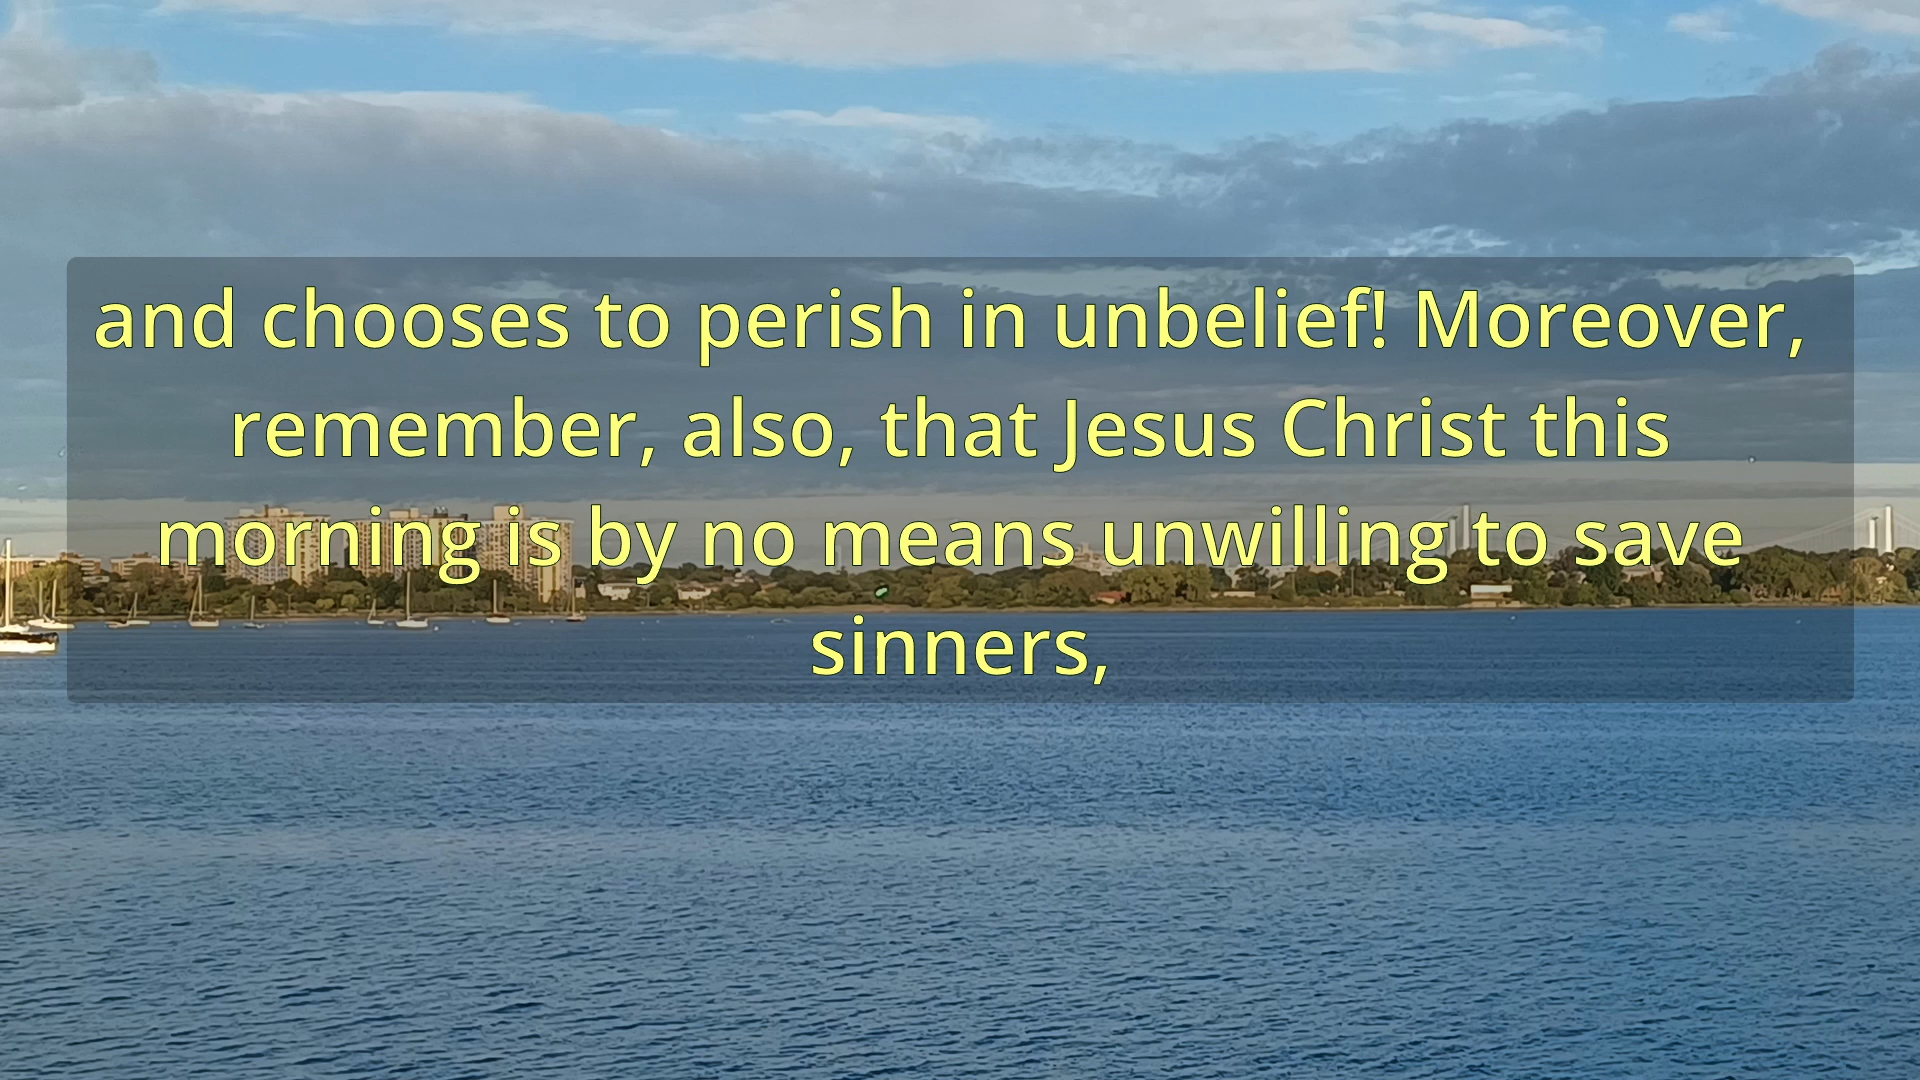 and chooses to perish in unbelief! Moreover,
remember, also, that Jesus Christ this
morning is by no means unwilling to save
sinners,